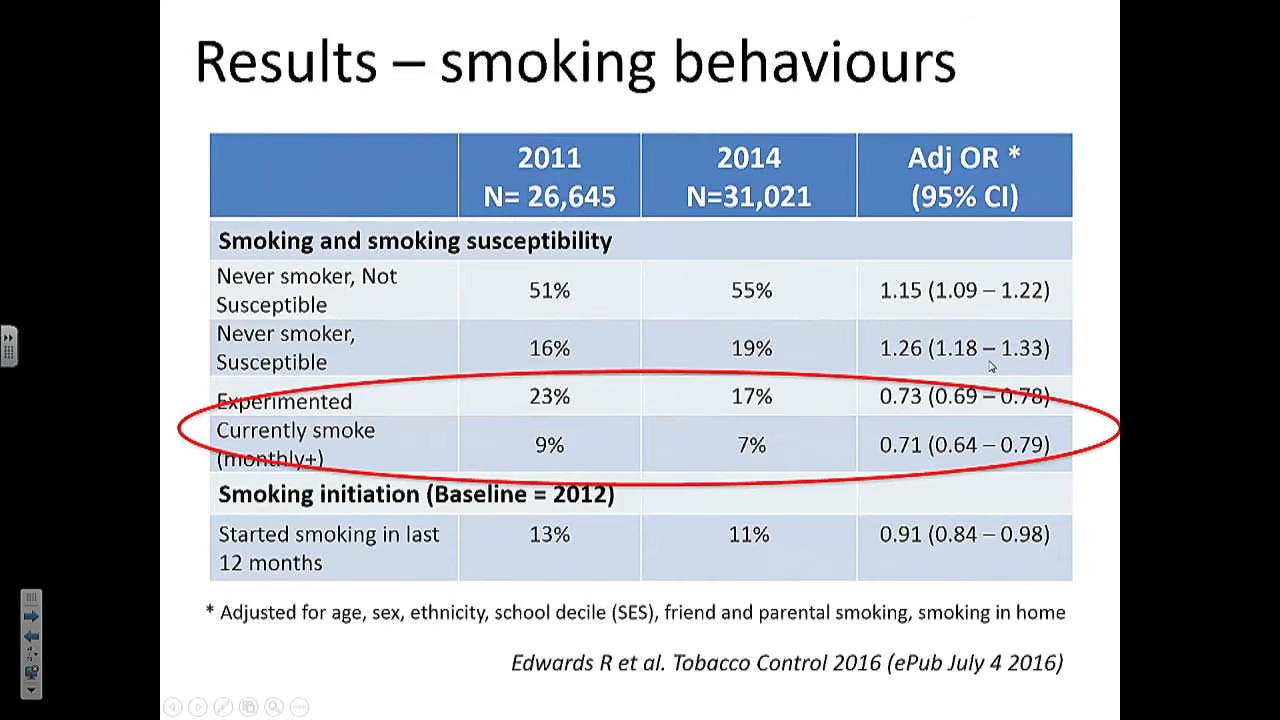 Results – smoking behaviours
2011 2014 Adj OR *
N= 26,645 N=31,021 (95% CI)
Smoking and smoking susceptibility
Never smoker, Not
Susceptible 51% 55% 1.15 (1.09 – 1.22)
Never smoker,
Susceptible 16% 19% 1.26 (1.18 – 1.33)
Experimented 23% 17% 0.73 (0.69 – 0.78)
Currently smoke
(monthly+) 9% 7% 0.71 (0.64 – 0.79)
Smoking initiation (Baseline = 2012)
Started smoking in last 13% 11% 0.91 (0.84 – 0.98)
12 months
* Adjusted for age, sex, ethnicity, school decile (SES), friend and parental smoking, smoking in home
Edwards R et al. Tobacco Control 2016 (ePub July 4 2016)